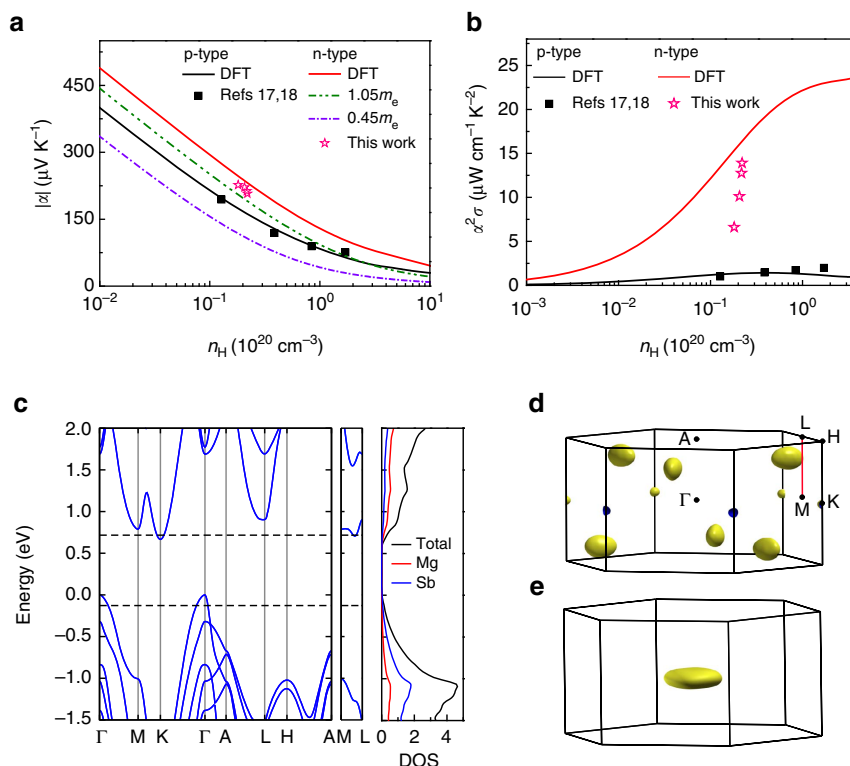 a
p-type n-type
DFT DFT
Refs 17,18 1.05mₑ
0.45mₑ
This work
450
300
150
0
|α| (μV K⁻¹)
10⁻² 10⁻¹ 10⁰ 10¹
n_H (10²⁰ cm⁻³)
b
p-type n-type
DFT DFT
Refs 17,18 This work
25
20
15
10
5
0
α²σ (μW cm⁻¹ K⁻²)
10⁻³ 10⁻² 10⁻¹ 10⁰
n_H (10²⁰ cm⁻³)
c
2.0
1.5
1.0
0.5
0.0
−0.5
−1.0
−1.5
Energy (eV)
Γ M K Γ A L H A M L
Total
Mg
Sb
0 2 4
DOS
d
A L H
Γ M K
e